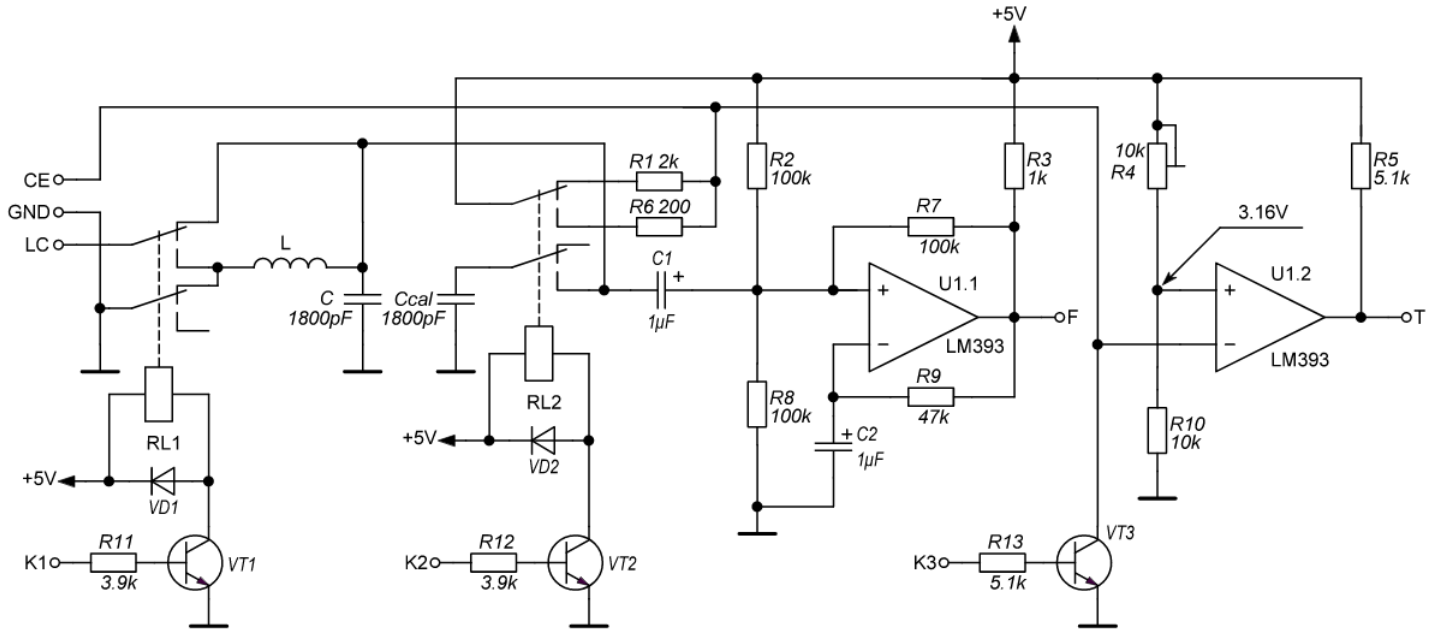 +5V
CE
GND
LC
L
C
1800pF
Ccal
1800pF
R1 2k
R6 200
C1
+
1µF
R2
100k
R3
1k
R7
100k
+
−
U1.1
LM393
F
R8
100k
R9
47k
+
C2
1µF
10k
R4
3.16V
R5
5.1k
+
−
U1.2
LM393
T
R10
10k
RL1
+5V
VD1
RL2
+5V
VD2
K1
R11
3.9k
VT1
K2
R12
3.9k
VT2
K3
R13
5.1k
VT3